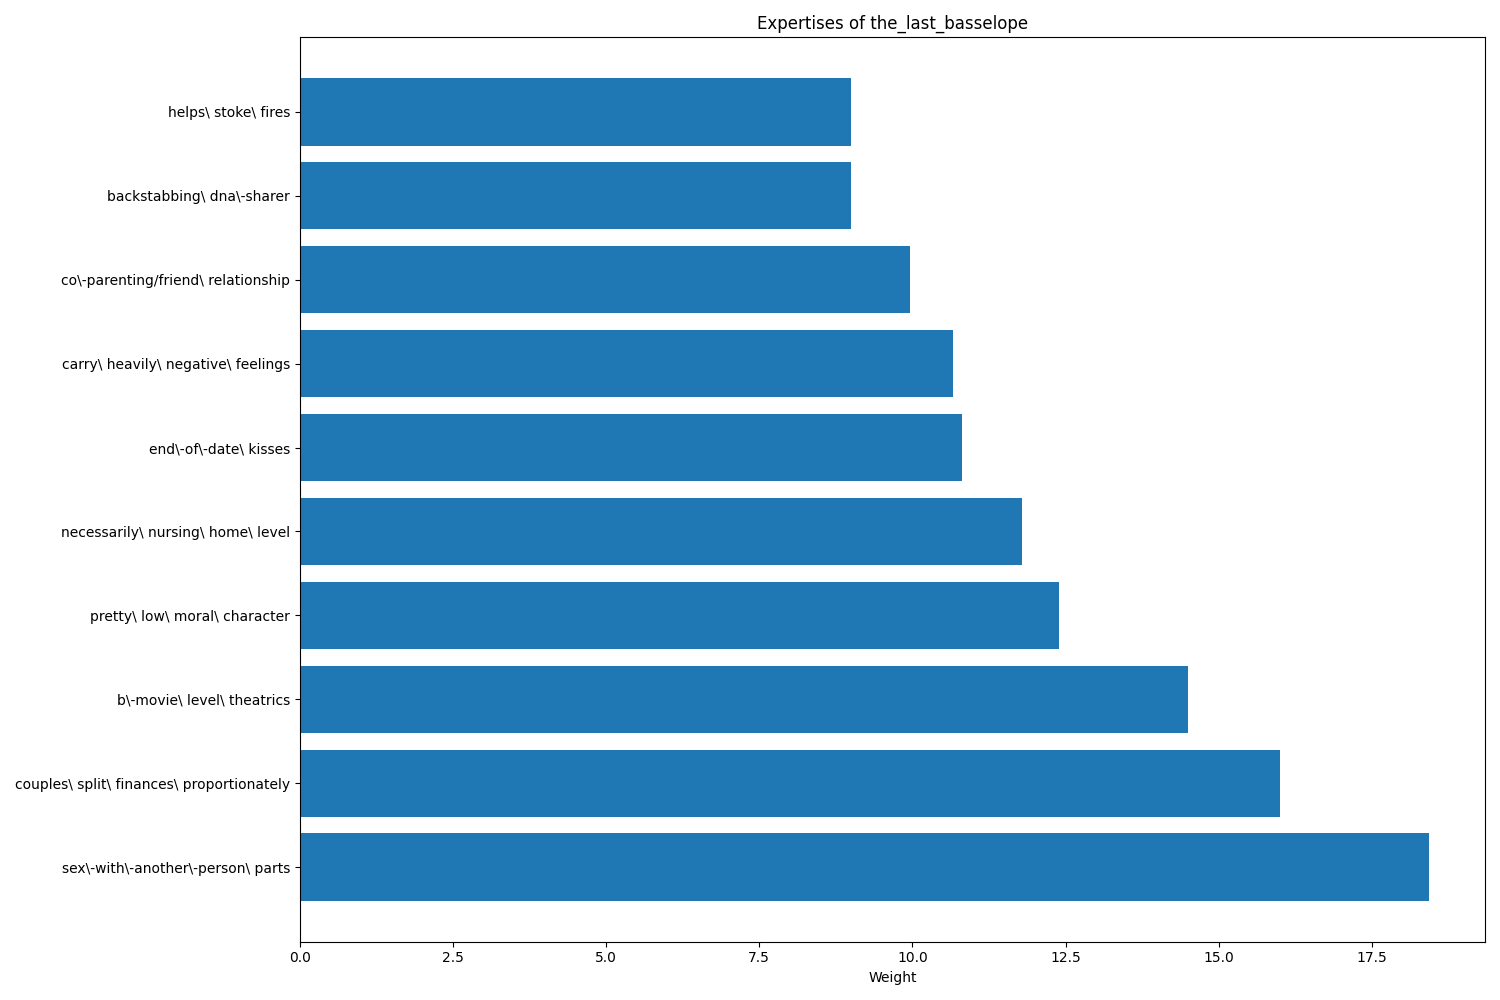 Expertises of the_last_basselope
helps\ stoke\ fires
backstabbing\ dna\-sharer
co\-parenting/friend\ relationship
carry\ heavily\ negative\ feelings
end\-of\-date\ kisses
necessarily\ nursing\ home\ level
pretty\ low\ moral\ character
b\-movie\ level\ theatrics
couples\ split\ finances\ proportionately
sex\-with\-another\-person\ parts
0.0 2.5 5.0 7.5 10.0 12.5 15.0 17.5
Weight